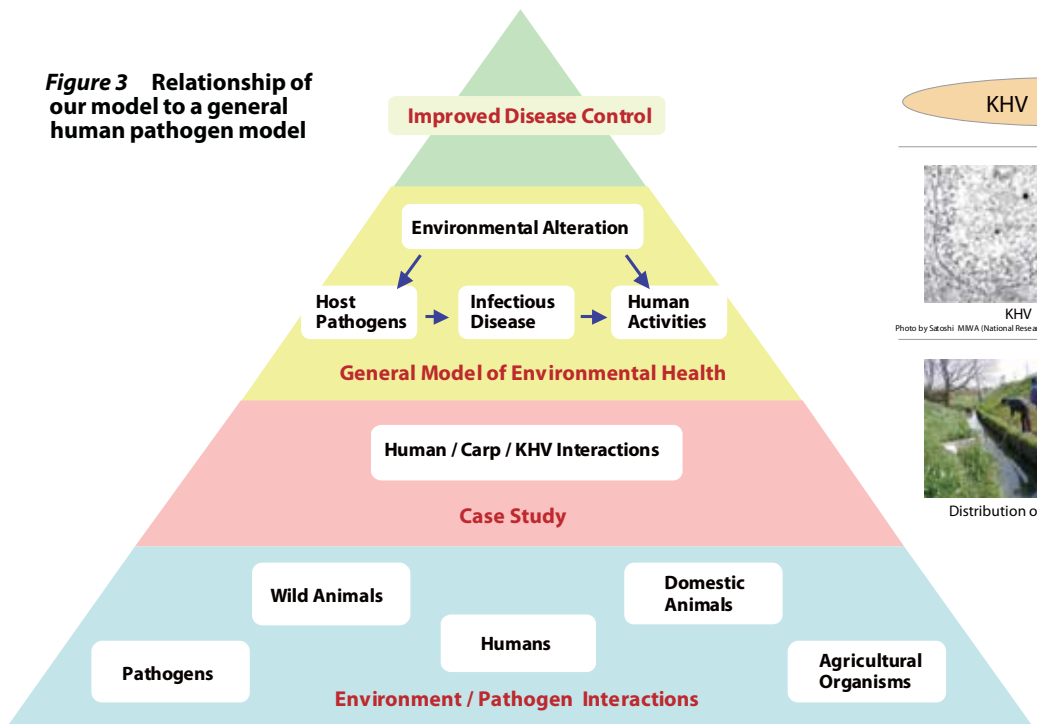 Figure 3 Relationship of
our model to a general
human pathogen model
Improved Disease Control
Environmental Alteration
Host
Pathogens
Infectious
Disease
Human
Activities
General Model of Environmental Health
Human / Carp / KHV Interactions
Case Study
Wild Animals
Domestic
Animals
Humans
Pathogens
Agricultural
Organisms
Environment / Pathogen Interactions
KHV
KHV
Photo by Satoshi MIWA (National Resea
Distribution o